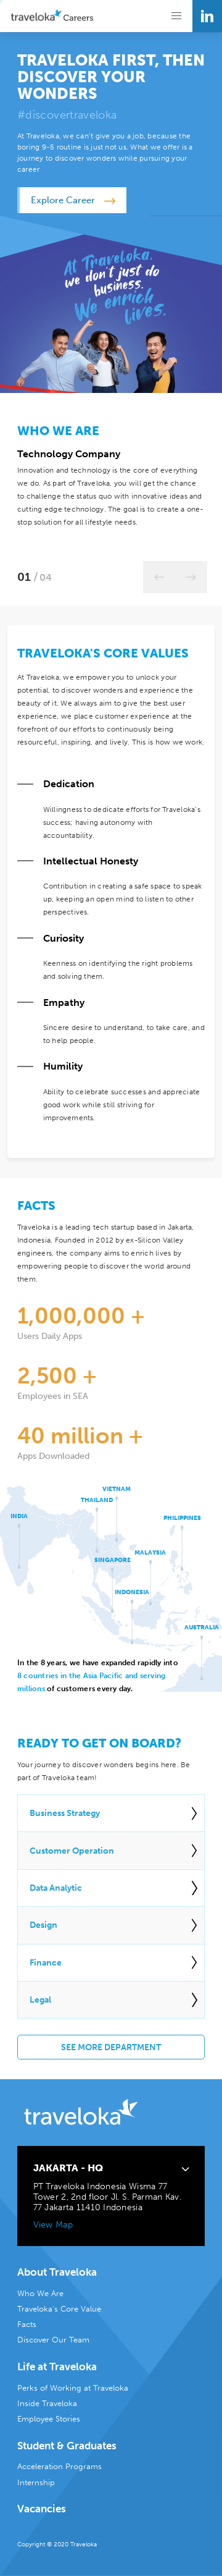 traveloka Careers
in
TRAVELOKA FIRST, THEN
DISCOVER YOUR
WONDERS
#discovertraveloka
At Traveloka, we can't give you a job, because the
boring 9-5 routine is just not us. What we offer is a
journey to discover wonders while pursuing your
career
Explore Career
At traveloka,
we don't just
do business.
We enrich
lives.
WHO WE ARE
Technology Company
Innovation and technology is the core of everything
we do. As part of Traveloka, you will get the chance
to challenge the status quo with innovative ideas and
cutting edge technology. The goal is to create a one-
stop solution for all lifestyle needs.
01 / 04
TRAVELOKA'S CORE VALUES
At Traveloka, we empower you to unlock your
potential, to discover wonders and experience the
beauty of it. We always aim to give the best user
experience, we place customer experience at the
forefront of our efforts to continuously being
resourceful, inspiring, and lively. This is how we work.
Dedication
Willingness to dedicate efforts for Traveloka's
success; having autonomy with
accountability.
Intellectual Honesty
Contribution in creating a safe space to speak
up, keeping an open mind to listen to other
perspectives.
Curiosity
Keenness on identifying the right problems
and solving them.
Empathy
Sincere desire to understand, to take care, and
to help people.
Humility
Ability to celebrate successes and appreciate
good work while still striving for
improvements.
FACTS
Traveloka is a leading tech startup based in Jakarta,
Indonesia. Founded in 2012 by ex-Silicon Valley
engineers, the company aims to enrich lives by
empowering people to discover the world around
them.
1,000,000 +
Users Daily Apps
2,500 +
Employees in SEA
40 million +
Apps Downloaded
VIETNAM
THAILAND
INDIA
PHILIPPINES
MALAYSIA
SINGAPORE
INDONESIA
AUSTRALIA
In the 8 years, we have expanded rapidly into
8 countries in the Asia Pacific and serving
millions of customers every day.
READY TO GET ON BOARD?
Your journey to discover wonders begins here. Be
part of Traveloka team!
Business Strategy
Customer Operation
Data Analytic
Design
Finance
Legal
SEE MORE DEPARTMENT
traveloka
JAKARTA - HQ
PT Traveloka Indonesia Wisma 77
Tower 2, 2nd floor Jl. S. Parman Kav.
77 Jakarta 11410 Indonesia
View Map
About Traveloka
Who We Are
Traveloka's Core Value
Facts
Discover Our Team
Life at Traveloka
Perks of Working at Traveloka
Inside Traveloka
Employee Stories
Student & Graduates
Acceleration Programs
Internship
Vacancies
Copyright © 2020 Traveloka